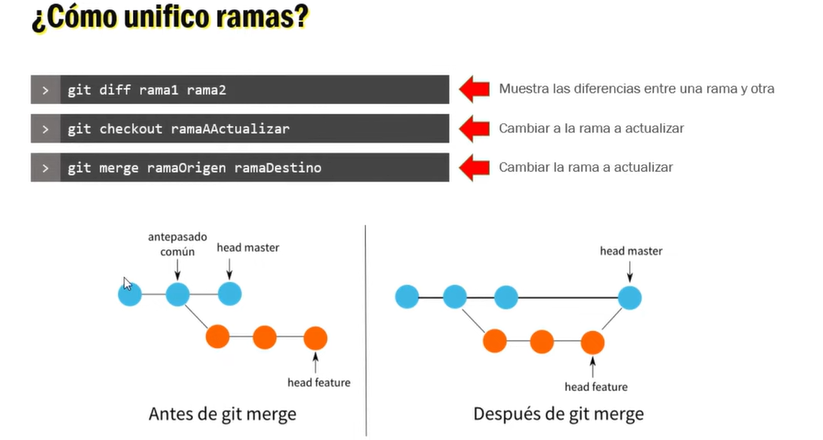 ¿Cómo unifico ramas?
> git diff rama1 rama2
Muestra las diferencias entre una rama y otra
> git checkout ramaAActualizar
Cambiar a la rama a actualizar
> git merge ramaOrigen ramaDestino
Cambiar la rama a actualizar
antepasado
común
head master
head feature
Antes de git merge
head master
head feature
Después de git merge